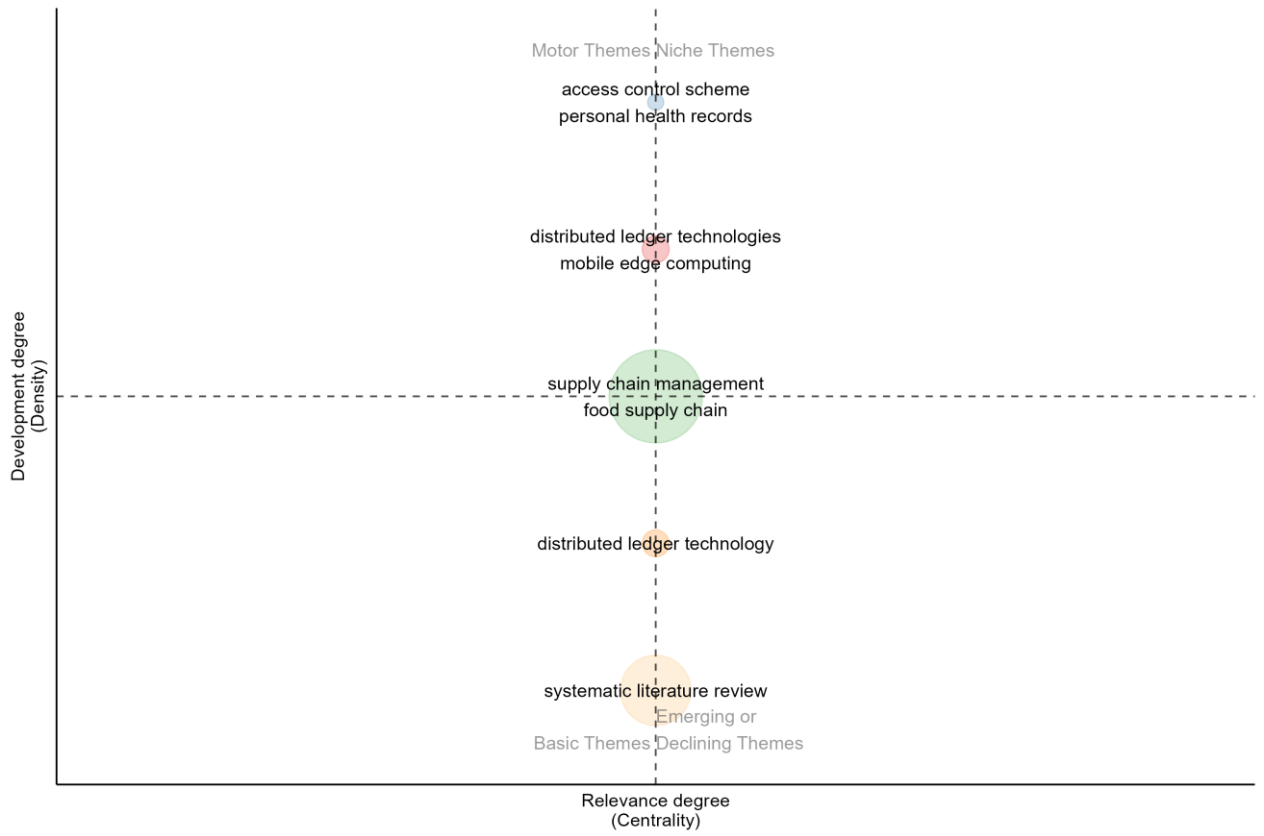 Motor Themes Niche Themes
access control scheme
personal health records
distributed ledger technologies
mobile edge computing
supply chain management
food supply chain
distributed ledger technology
systematic literature review
Emerging or
Basic Themes Declining Themes
Development degree
(Density)
Relevance degree
(Centrality)